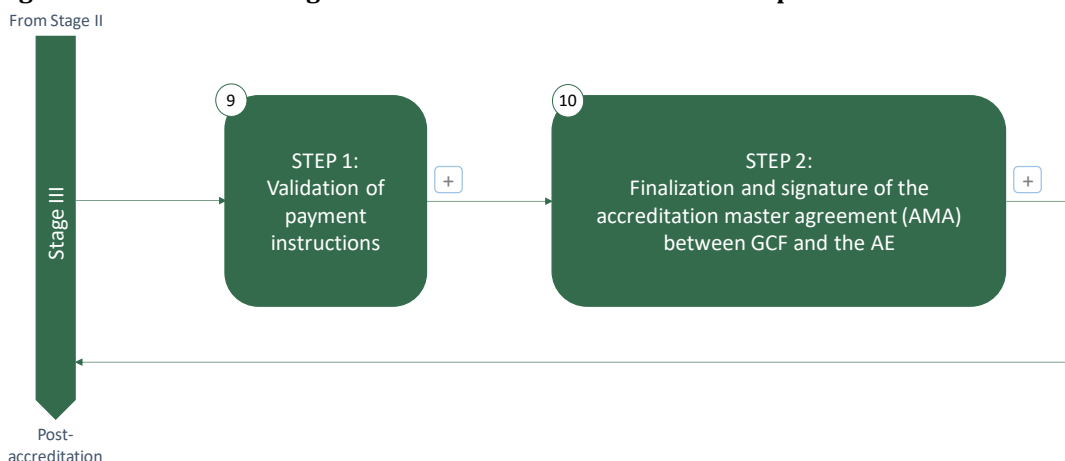 From Stage II
Stage III
9
STEP 1:
Validation of
payment
instructions
+
10
STEP 2:
Finalization and signature of the
accreditation master agreement (AMA)
between GCF and the AE
+
Post-
accreditation